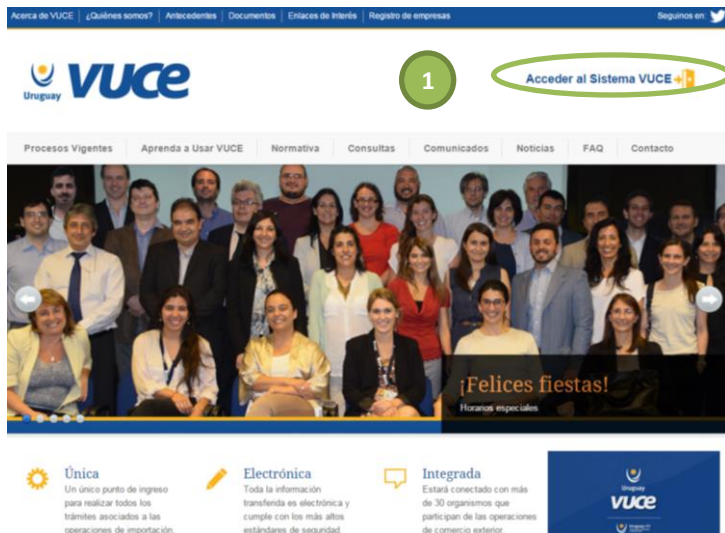 Acerca de VUCE | ¿Quiénes somos? | Antecedentes | Documentos | Enlaces de Interés | Registro de empresas
Seguinos en:
Uruguay
vuce
1
Acceder al Sistema VUCE
Procesos Vigentes Aprenda a Usar VUCE Normativa Consultas Comunicados Noticias FAQ Contacto
¡Felices fiestas!
Horarios especiales
Única
Un único punto de ingreso
para realizar todos los
trámites asociados a las
operaciones de importación,
Electrónica
Toda la información
transferida es electrónica y
cumple con los más altos
estándares de seguridad
Integrada
Estará conectado con más
de 30 organismos que
participan de las operaciones
de comercio exterior
Uruguay
vuce